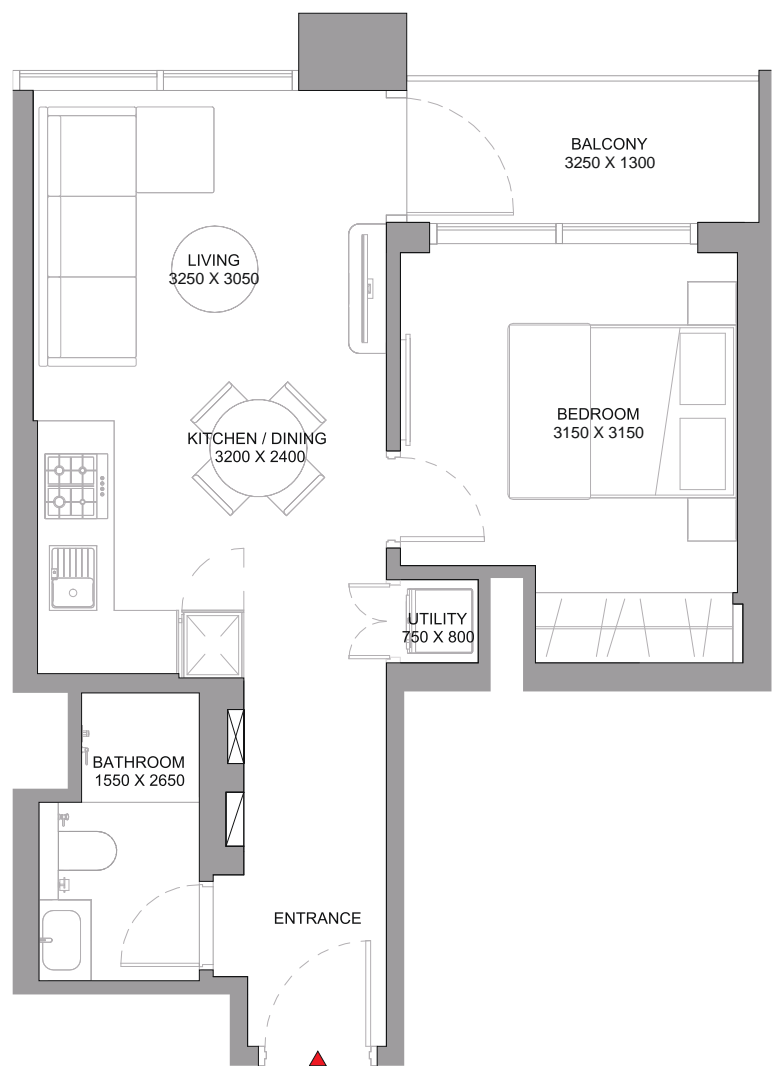 BALCONY
3250 X 1300
LIVING
3250 X 3050
BEDROOM
3150 X 3150
KITCHEN / DINING
3200 X 2400
UTILITY
750 X 800
BATHROOM
1550 X 2650
ENTRANCE